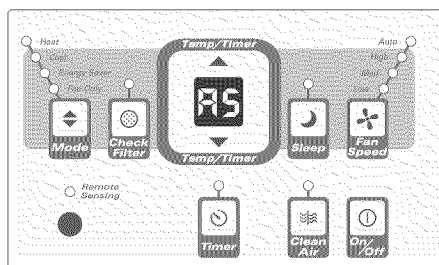 Heat
Cool
Energy Saver
Fan Only
Mode
Check
Filter
Temp/Timer
AS
Temp/Timer
Sleep
Auto
High
Med
Low
Fan
Speed
Remote
Sensing
Timer
Clean
Air
On/
Off